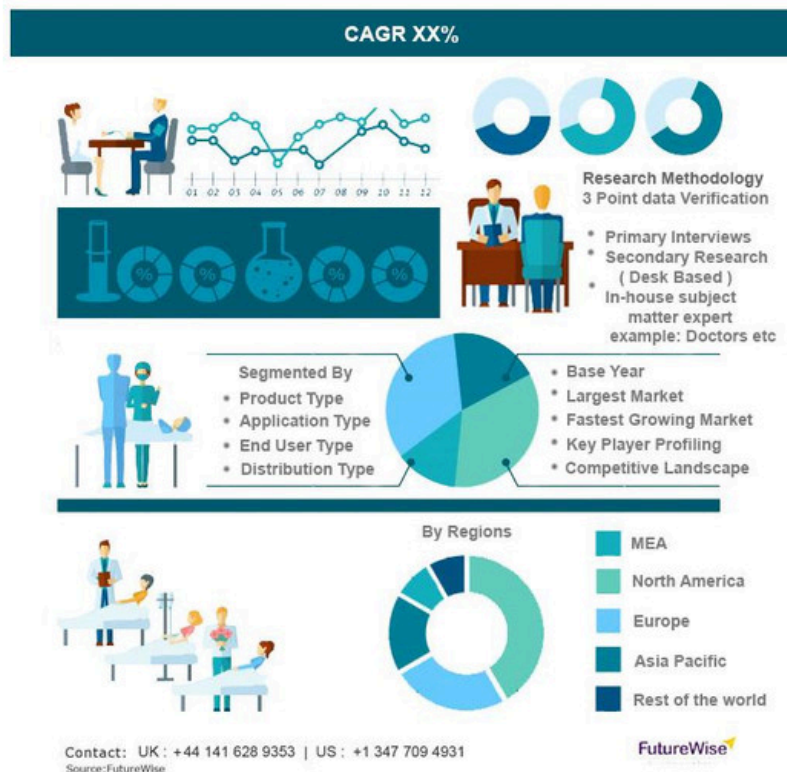 CAGR XX%
01 02 03 04 05 06 07 08 09 10 11 12
Research Methodology
3 Point data Verification
* Primary Interviews
* Secondary Research
( Desk Based )
* In-house subject
matter expert
example: Doctors etc
% % % %
Segmented By
* Product Type
* Application Type
* End User Type
* Distribution Type
* Base Year
* Largest Market
* Fastest Growing Market
* Key Player Profiling
* Competitive Landscape
By Regions
MEA
North America
Europe
Asia Pacific
Rest of the world
Contact: UK : +44 141 628 9353 | US : +1 347 709 4931
Source:FutureWise
FutureWise